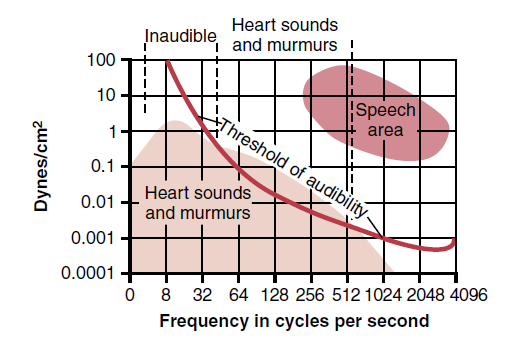 Inaudible
Heart sounds
and murmurs
100
10
1
0.1
0.01
0.001
0.0001
Dynes/cm²
Speech
area
Threshold of audibility
Heart sounds
and murmurs
0 8 32 64 128 256 512 1024 2048 4096
Frequency in cycles per second